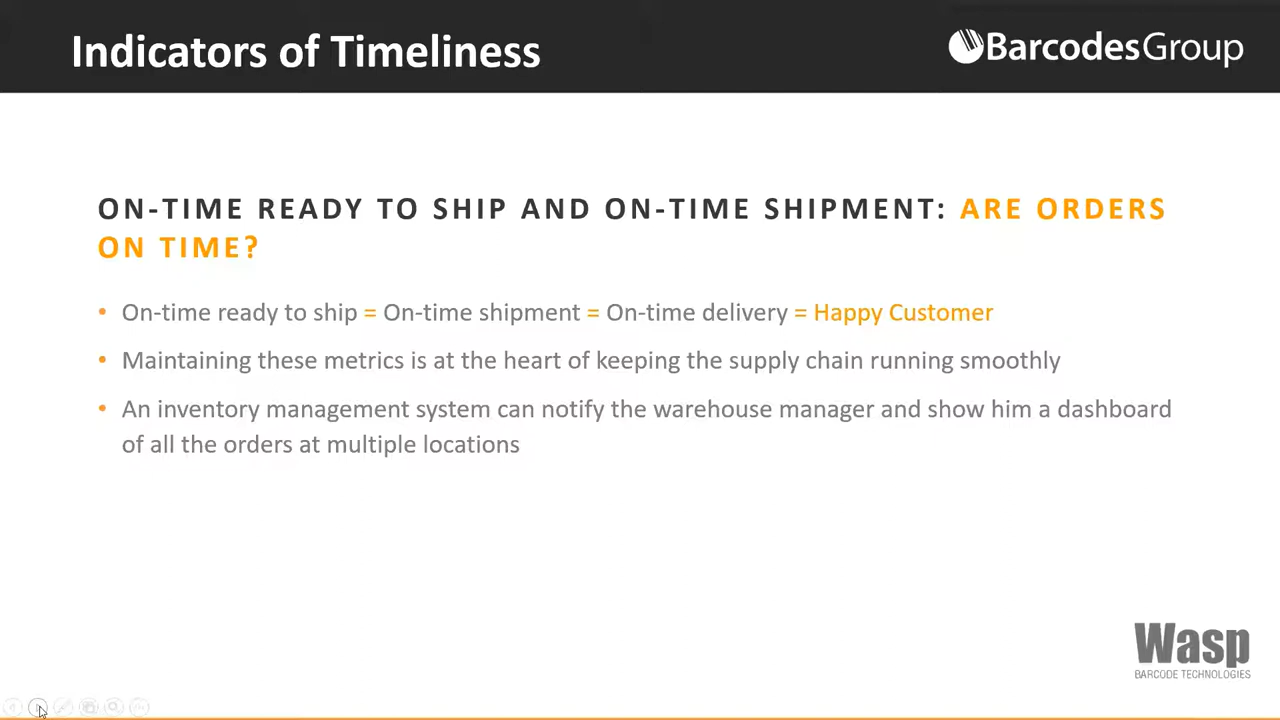 Indicators of Timeliness
BarcodesGroup
ON-TIME READY TO SHIP AND ON-TIME SHIPMENT: ARE ORDERS
ON TIME?
• On-time ready to ship = On-time shipment = On-time delivery = Happy Customer
• Maintaining these metrics is at the heart of keeping the supply chain running smoothly
• An inventory management system can notify the warehouse manager and show him a dashboard
of all the orders at multiple locations
Wasp
BARCODE TECHNOLOGIES